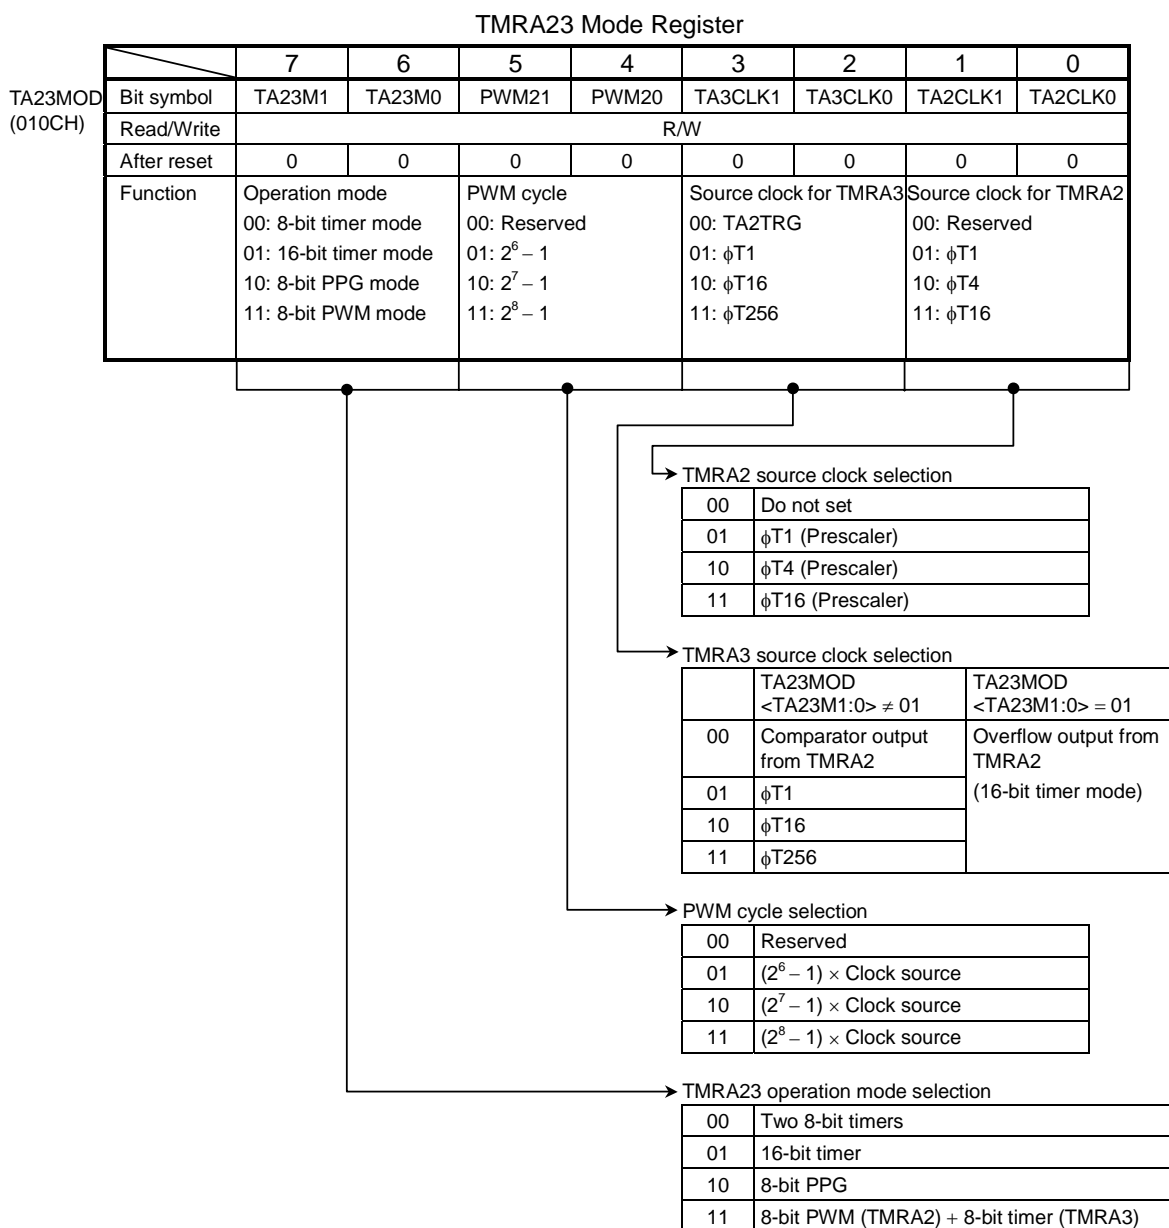 TMRA23 Mode Register
7 6 5 4 3 2 1 0
TA23MOD
(010CH)
Bit symbol TA23M1 TA23M0 PWM21 PWM20 TA3CLK1 TA3CLK0 TA2CLK1 TA2CLK0
Read/Write R/W
After reset 0 0 0 0 0 0 0 0
Function Operation mode PWM cycle Source clock for TMRA3 Source clock for TMRA2
00: 8-bit timer mode 00: Reserved 00: TA2TRG 00: Reserved
01: 16-bit timer mode 01: 2⁶ – 1 01: ϕT1 01: ϕT1
10: 8-bit PPG mode 10: 2⁷ – 1 10: ϕT16 10: ϕT4
11: 8-bit PWM mode 11: 2⁸ – 1 11: ϕT256 11: ϕT16
TMRA2 source clock selection
00 Do not set
01 ϕT1 (Prescaler)
10 ϕT4 (Prescaler)
11 ϕT16 (Prescaler)
TMRA3 source clock selection
TA23MOD
<TA23M1:0> ≠ 01
TA23MOD
<TA23M1:0> = 01
00 Comparator output
from TMRA2
Overflow output from
TMRA2
(16-bit timer mode)
01 ϕT1
10 ϕT16
11 ϕT256
PWM cycle selection
00 Reserved
01 (2⁶ – 1) × Clock source
10 (2⁷ – 1) × Clock source
11 (2⁸ – 1) × Clock source
TMRA23 operation mode selection
00 Two 8-bit timers
01 16-bit timer
10 8-bit PPG
11 8-bit PWM (TMRA2) + 8-bit timer (TMRA3)